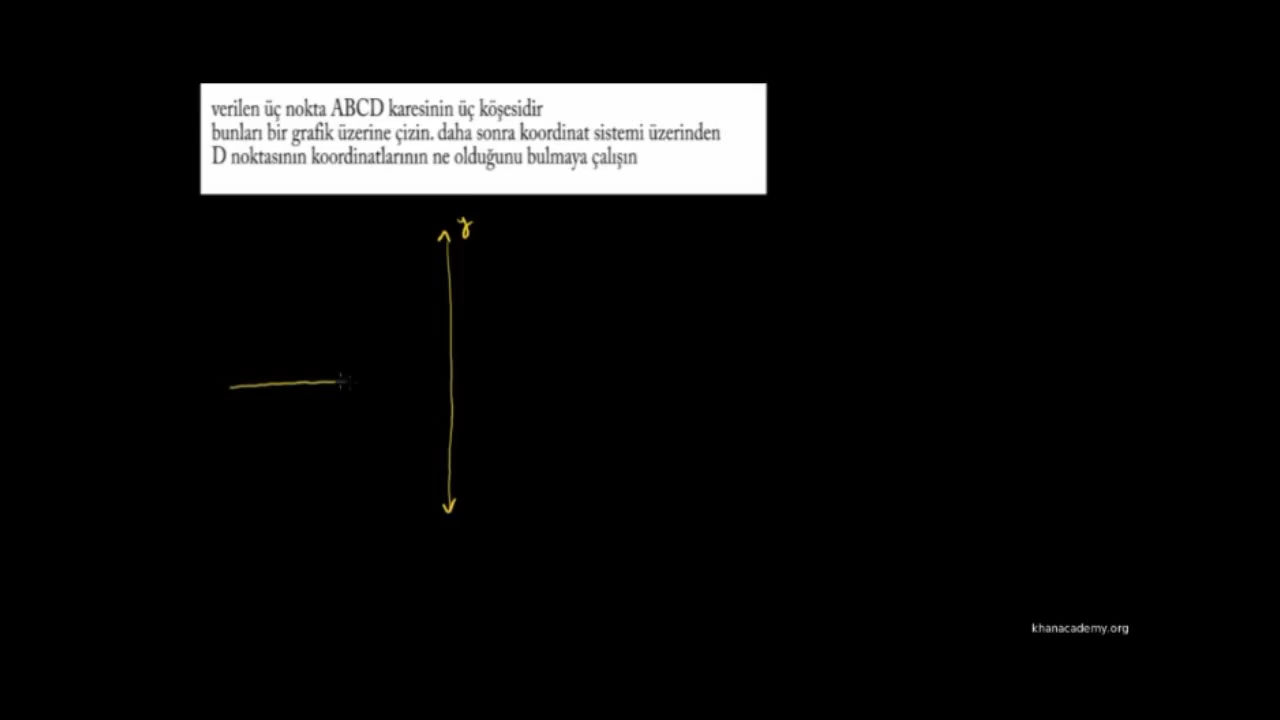 verilen üç nokta ABCD karesinin üç köşesidir
bunları bir grafik üzerine çizin. daha sonra koordinat sistemi üzerinden
D noktasının koordinatlarının ne olduğunu bulmaya çalışın
y
khanacademy.org